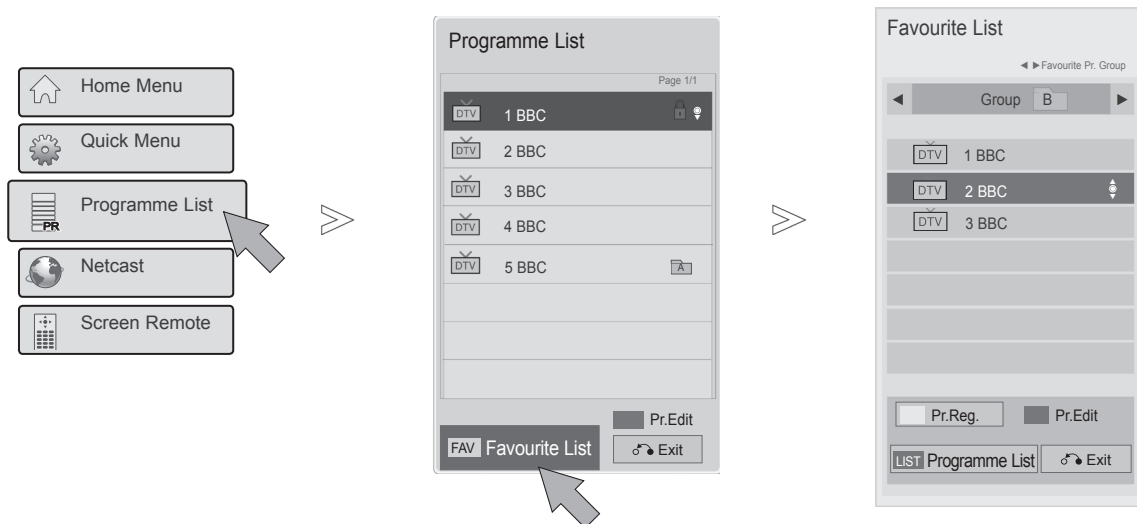 Home Menu
Quick Menu
PR
Programme List
Netcast
Screen Remote
Programme List
Page 1/1
DTV 1 BBC
DTV 2 BBC
DTV 3 BBC
DTV 4 BBC
DTV 5 BBC A
Pr.Edit
FAV Favourite List
Exit
Favourite List
◀ ▶Favourite Pr. Group
◀ Group B ▶
DTV 1 BBC
DTV 2 BBC
DTV 3 BBC
Pr.Reg. Pr.Edit
LIST Programme List Exit